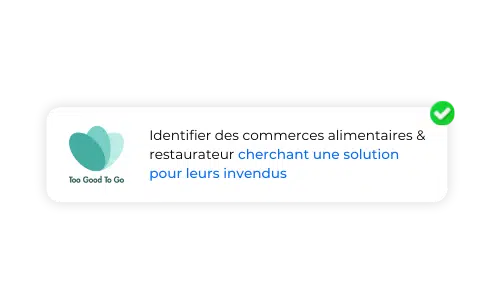 Identifier des commerces alimentaires &
restaurateur cherchant une solution
pour leurs invendus
Too Good To Go